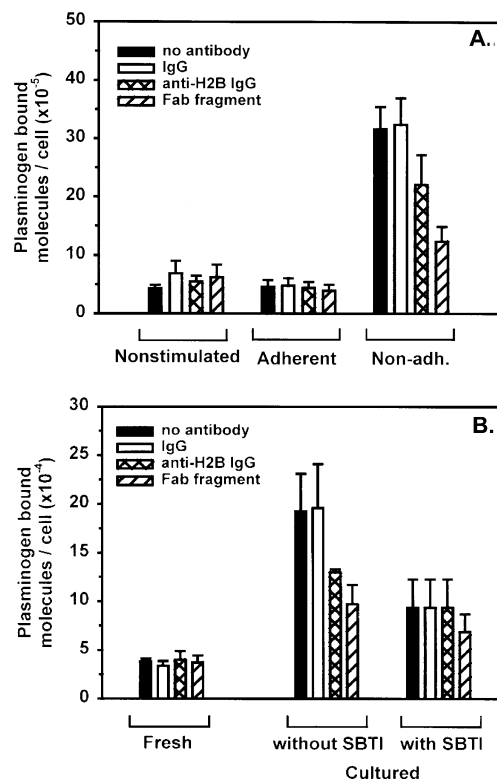 A.
no antibody
IgG
anti-H2B IgG
Fab fragment
Plasminogen bound
molecules / cell (x10-5)
50
40
30
20
10
0
Nonstimulated Adherent Non-adh.
B.
no antibody
IgG
anti-H2B IgG
Fab fragment
Plasminogen bound
molecules / cell (x10-4)
30
25
20
15
10
5
0
Fresh without SBTI with SBTI
Cultured